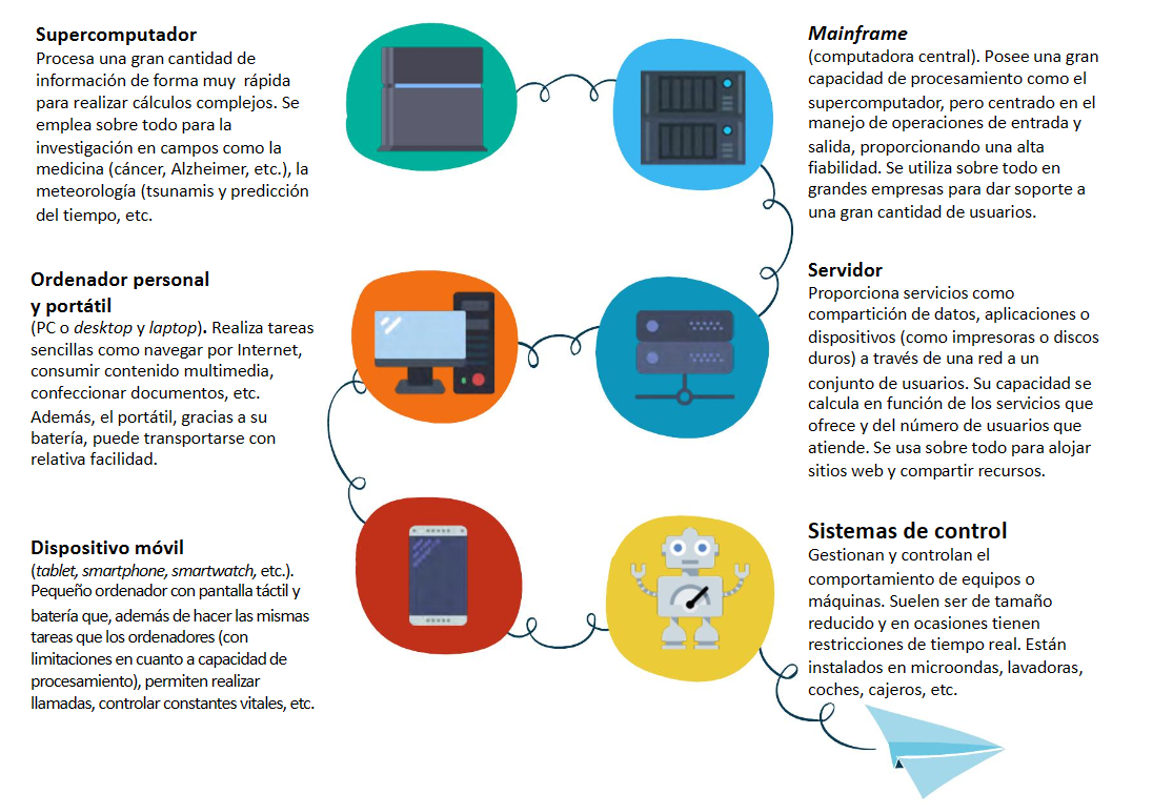 Supercomputador
Procesa una gran cantidad de
información de forma muy rápida
para realizar cálculos complejos. Se
emplea sobre todo para la
investigación en campos como la
medicina (cáncer, Alzheimer, etc.), la
meteorología (tsunamis y predicción
del tiempo, etc.
Mainframe
(computadora central). Posee una gran
capacidad de procesamiento como el
supercomputador, pero centrado en el
manejo de operaciones de entrada y
salida, proporcionando una alta
fiabilidad. Se utiliza sobre todo en
grandes empresas para dar soporte a
una gran cantidad de usuarios.
Servidor
Proporciona servicios como
compartición de datos, aplicaciones o
dispositivos (como impresoras o discos
duros) a través de una red a un
conjunto de usuarios. Su capacidad se
calcula en función de los servicios que
ofrece y del número de usuarios que
atiende. Se usa sobre todo para alojar
sitios web y compartir recursos.
Ordenador personal
y portátil
(PC o desktop y laptop). Realiza tareas
sencillas como navegar por Internet,
consumir contenido multimedia,
confeccionar documentos, etc.
Además, el portátil, gracias a su
batería, puede transportarse con
relativa facilidad.
Dispositivo móvil
(tablet, smartphone, smartwatch, etc.).
Pequeño ordenador con pantalla táctil y
batería que, además de hacer las mismas
tareas que los ordenadores (con
limitaciones en cuanto a capacidad de
procesamiento), permiten realizar
llamadas, controlar constantes vitales, etc.
Sistemas de control
Gestionan y controlan el
comportamiento de equipos o
máquinas. Suelen ser de tamaño
reducido y en ocasiones tienen
restricciones de tiempo real. Están
instalados en microondas, lavadoras,
coches, cajeros, etc.